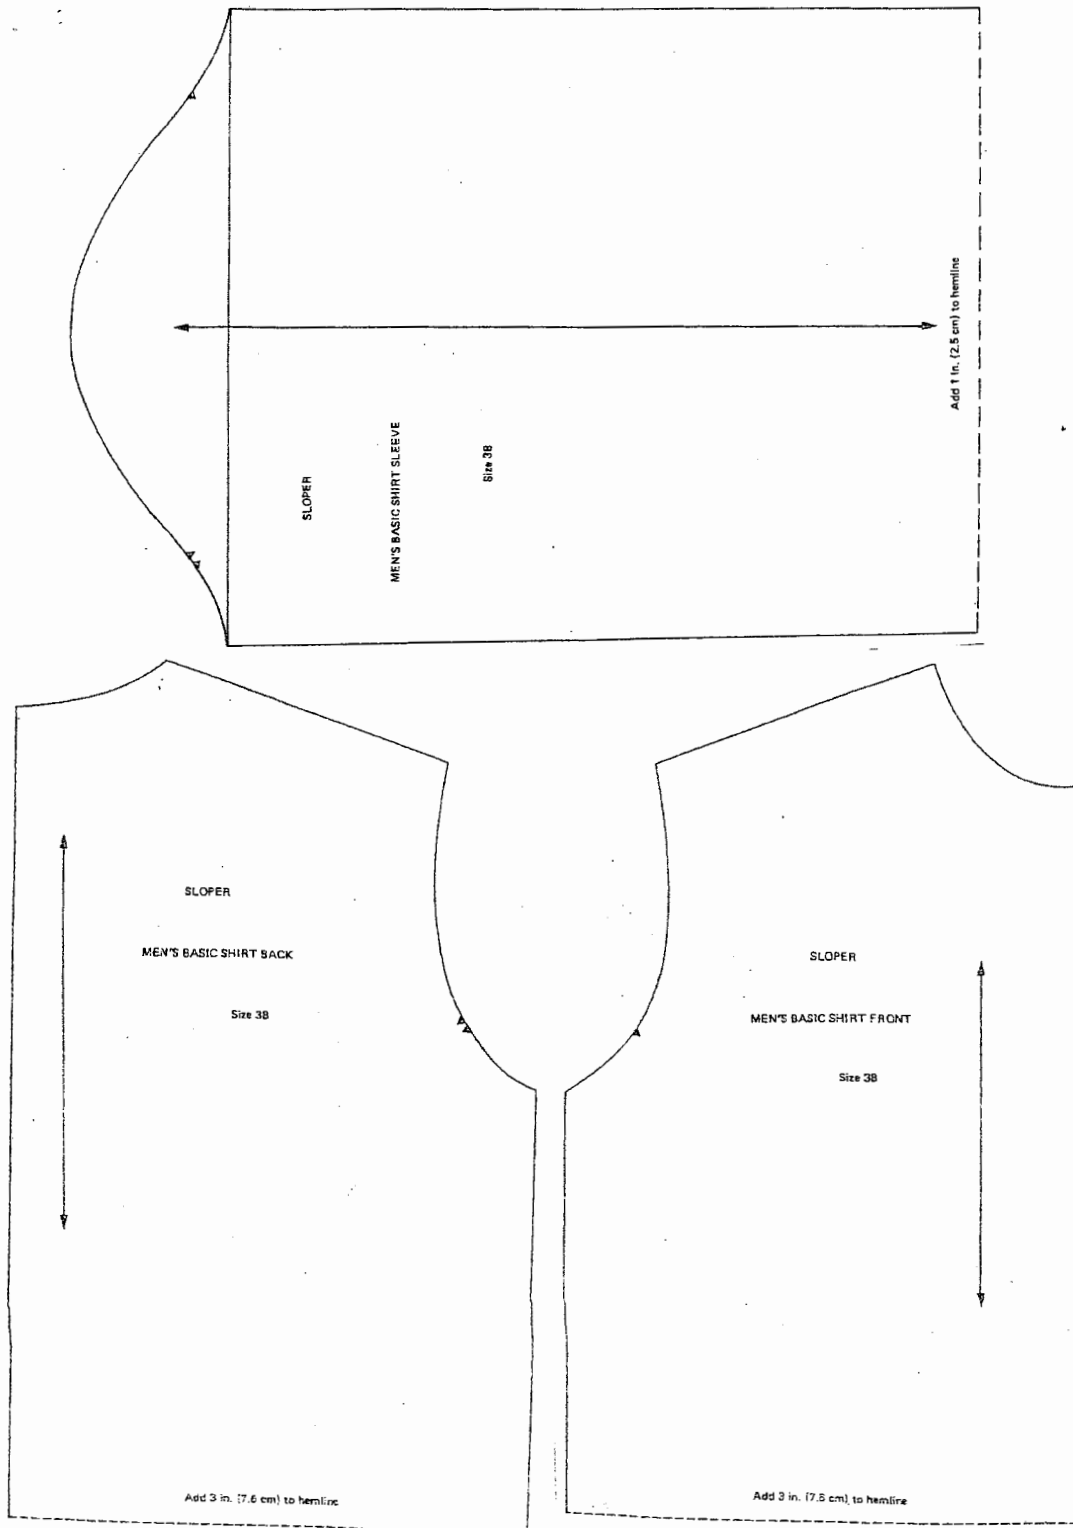 SLOPER
MEN'S BASIC SHIRT SLEEVE
Size 38
Add 1 in. (2.5 cm) to hemline
SLOPER
MEN'S BASIC SHIRT BACK
Size 38
Add 3 in. (7.6 cm) to hemline
SLOPER
MEN'S BASIC SHIRT FRONT
Size 38
Add 3 in. (7.6 cm) to hemline